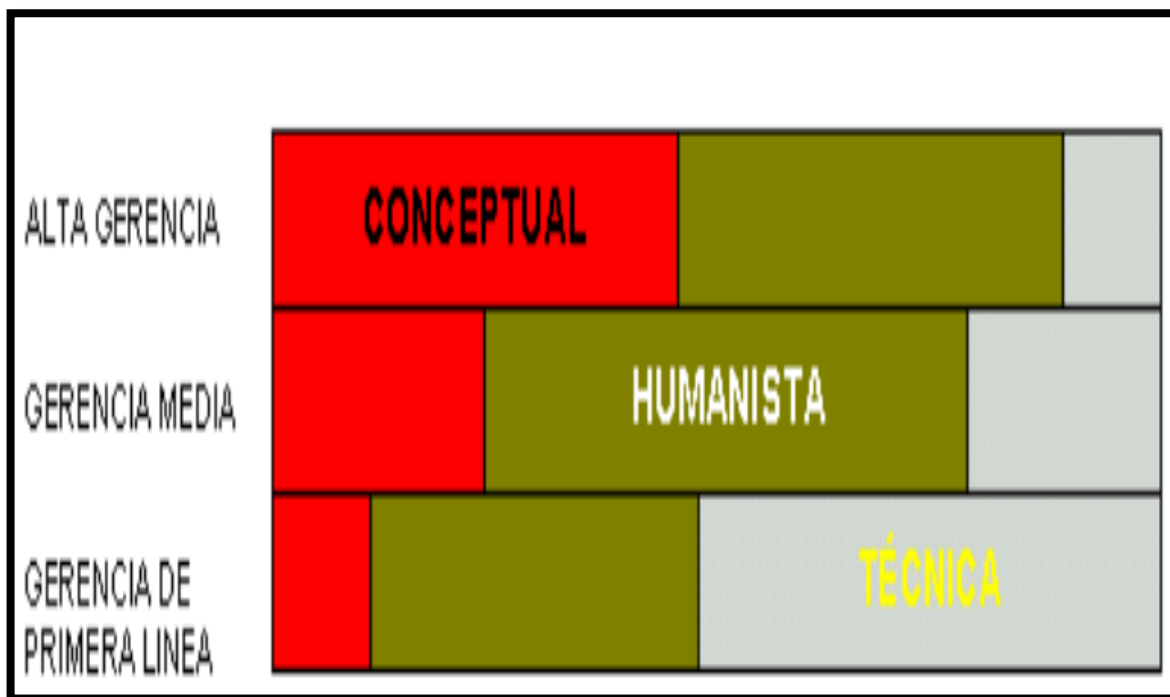 ALTA GERENCIA
CONCEPTUAL
GERENCIA MEDIA
HUMANISTA
GERENCIA DE
PRIMERA LINEA
TÉCNICA